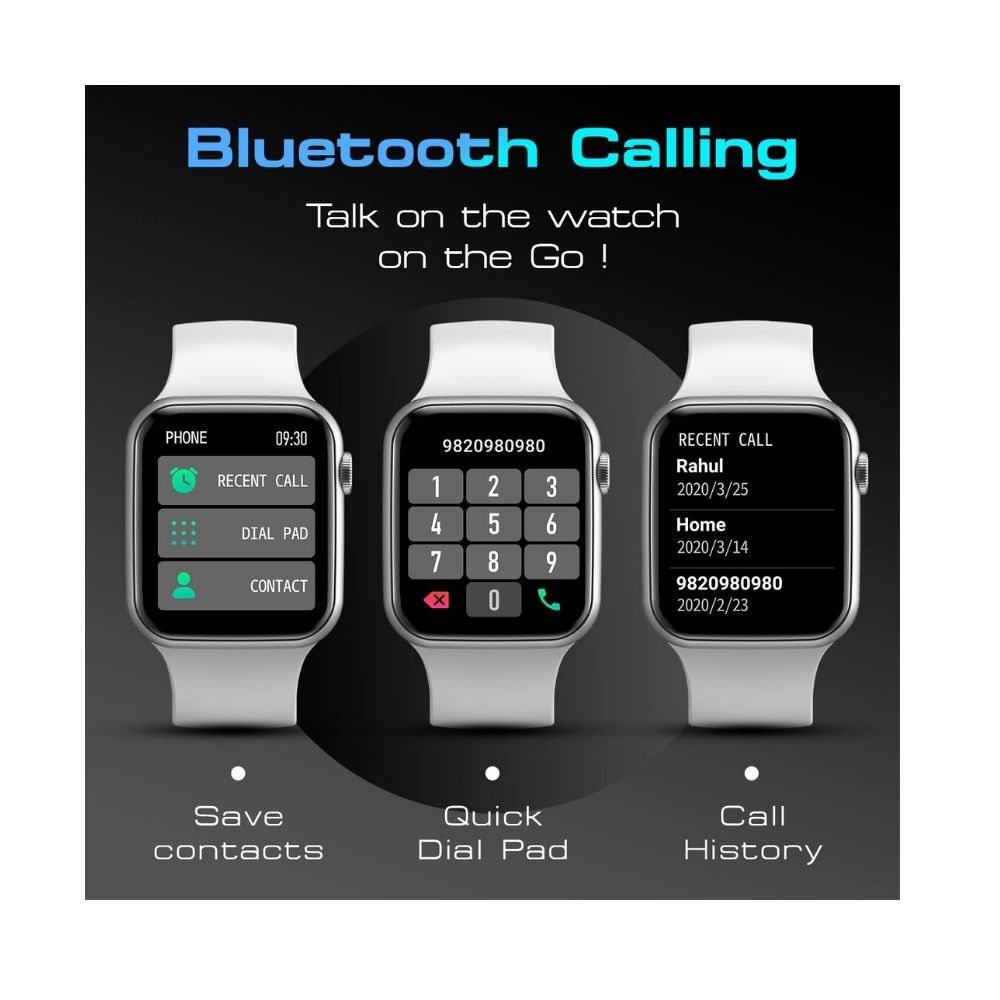 Bluetooth Calling
Talk on the watch
on the Go !
PHONE 09:30
RECENT CALL
DIAL PAD
CONTACT
9820980980
1 2 3
4 5 6
7 8 9
0
RECENT CALL
Rahul
2020/3/25
Home
2020/3/14
9820980980
2020/2/23
Save
contacts
Quick
Dial Pad
Call
History